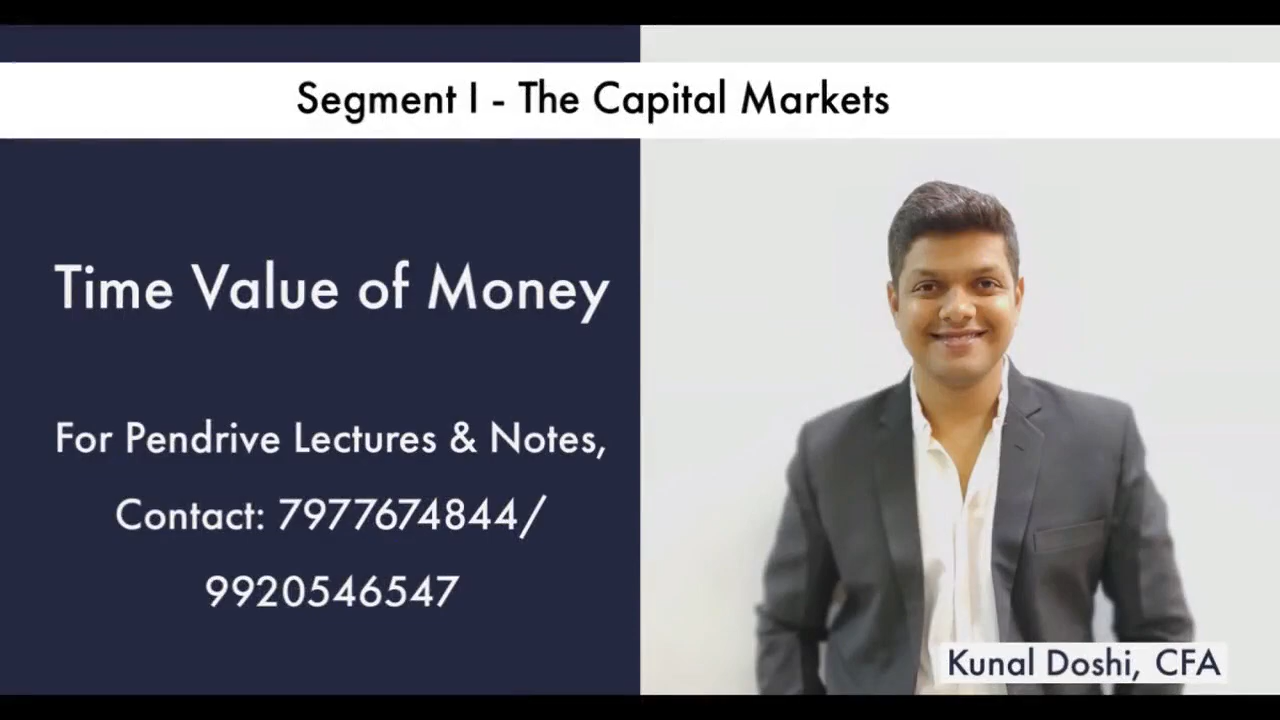 Segment I - The Capital Markets
Time Value of Money
For Pendrive Lectures & Notes,
Contact: 7977674844/
9920546547
Kunal Doshi, CFA